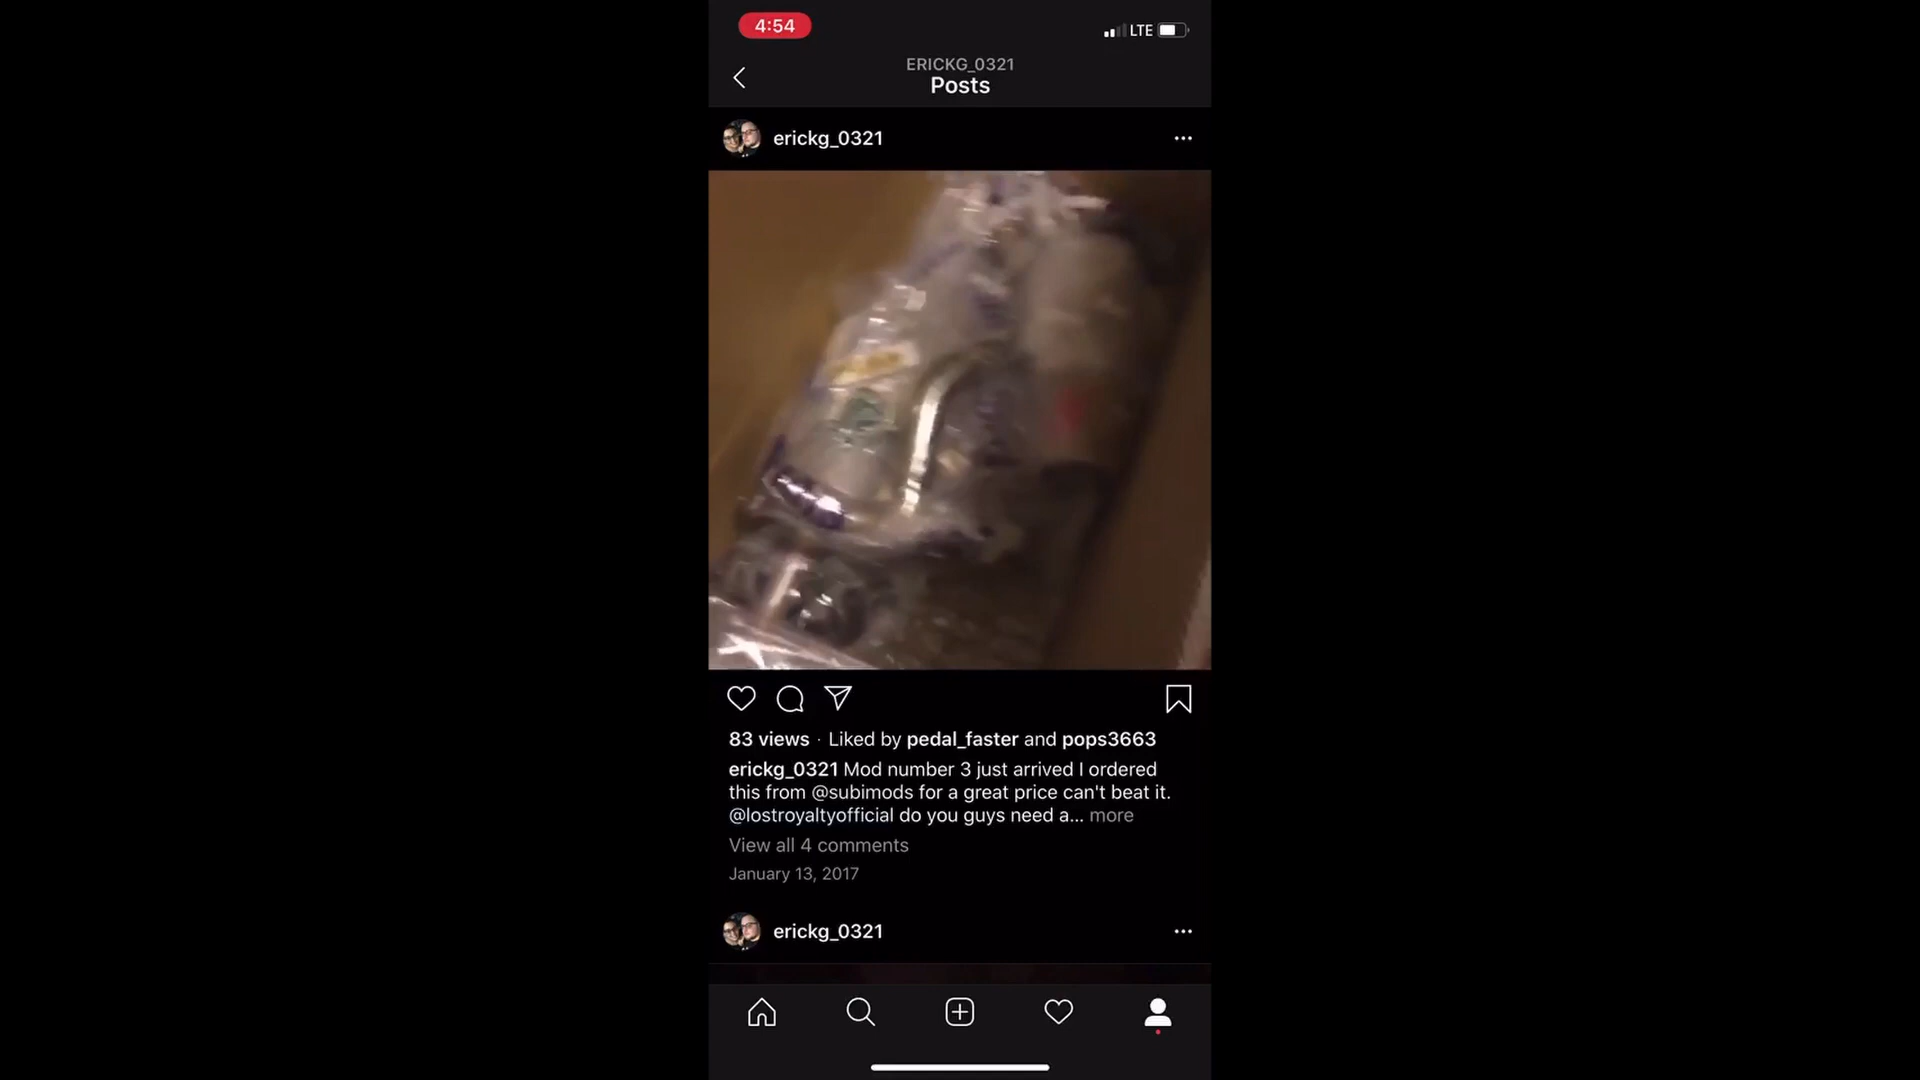 4:54
LTE
ERICKG_0321
Posts
erickg_0321
83 views · Liked by pedal_faster and pops3663
erickg_0321 Mod number 3 just arrived I ordered
this from @subimods for a great price can't beat it.
@lostroyaltyofficial do you guys need a... more
View all 4 comments
January 13, 2017
erickg_0321